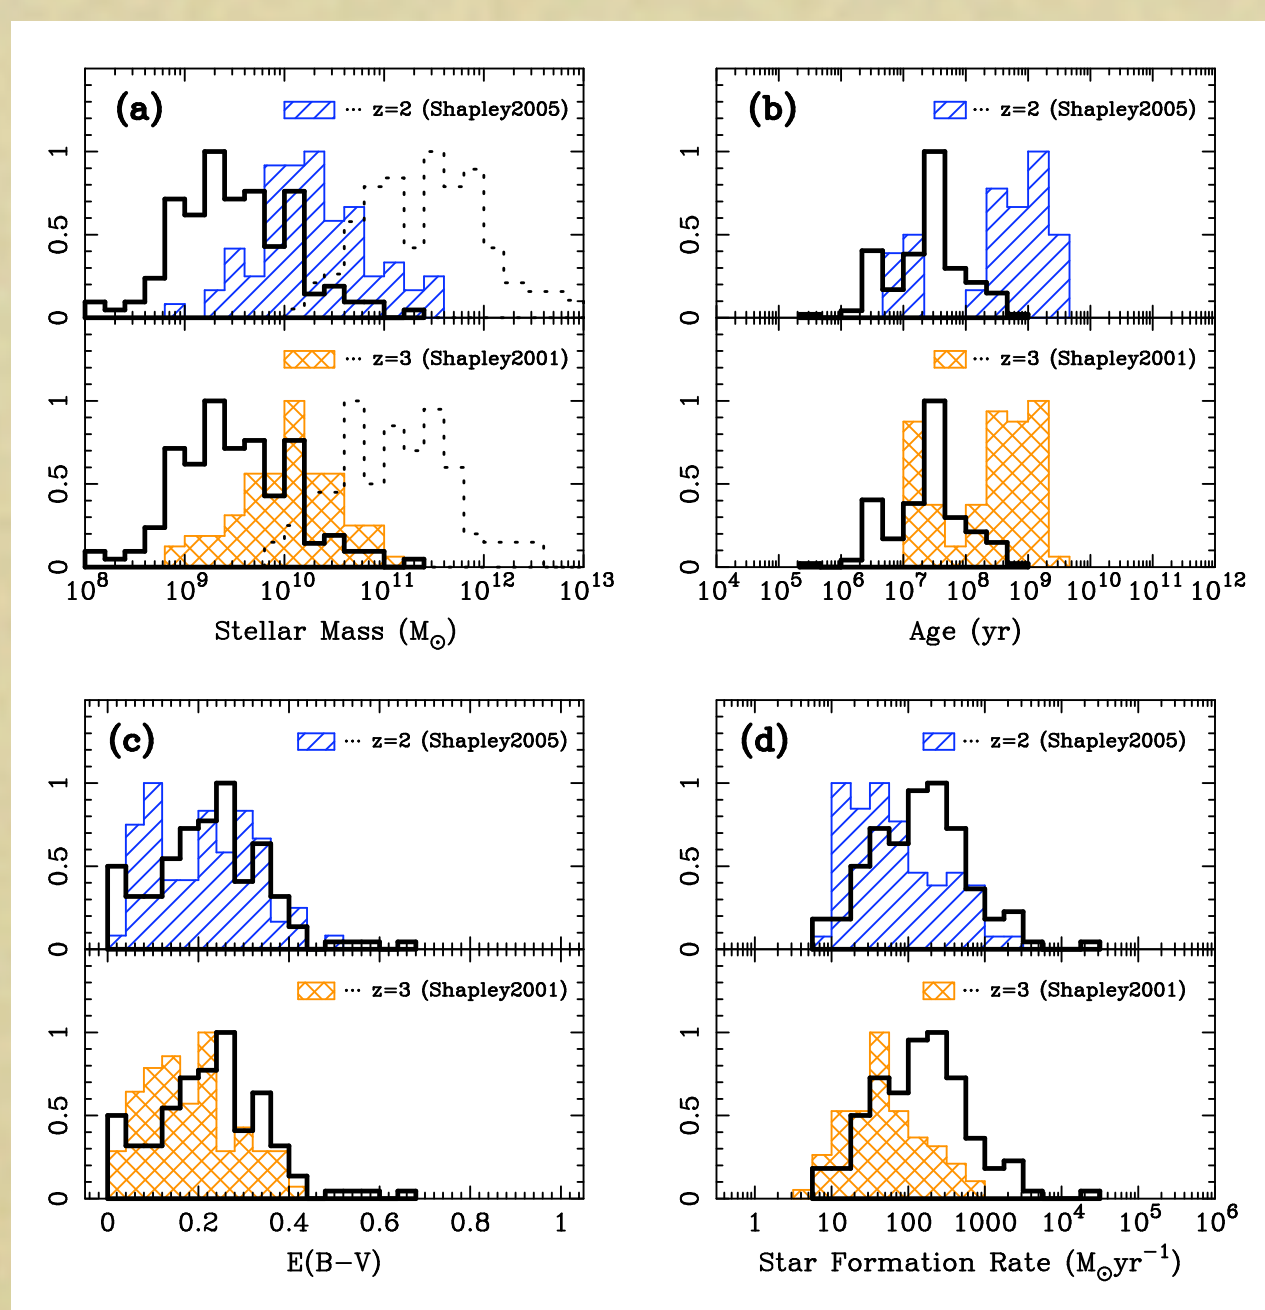 (a)
··· z=2 (Shapley2005)
1
0.5
0
··· z=3 (Shapley2001)
1
0.5
0
10^8 10^9 10^10 10^11 10^12 10^13
Stellar Mass (M⊙)
(b)
··· z=2 (Shapley2005)
1
0.5
0
··· z=3 (Shapley2001)
1
0.5
0
10^4 10^5 10^6 10^7 10^8 10^9 10^10 10^11 10^12
Age (yr)
(c)
··· z=2 (Shapley2005)
1
0.5
0
··· z=3 (Shapley2001)
1
0.5
0
0 0.2 0.4 0.6 0.8 1
E(B−V)
(d)
··· z=2 (Shapley2005)
1
0.5
0
··· z=3 (Shapley2001)
1
0.5
0
1 10 100 1000 10^4 10^5 10^6
Star Formation Rate (M⊙yr^−1)